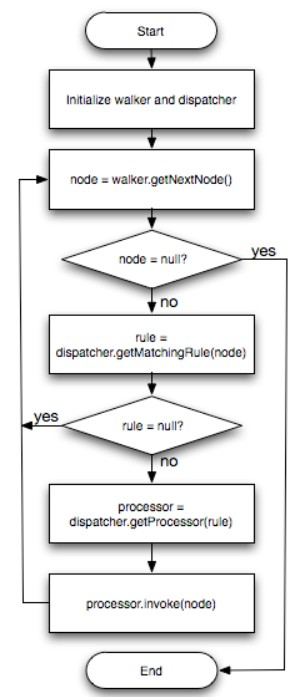 Start
Initialize walker and dispatcher
node = walker.getNextNode()
node = null?
yes
no
rule =
dispatcher.getMatchingRule(node)
rule = null?
yes
no
processor =
dispatcher.getProcessor(rule)
processor.invoke(node)
End